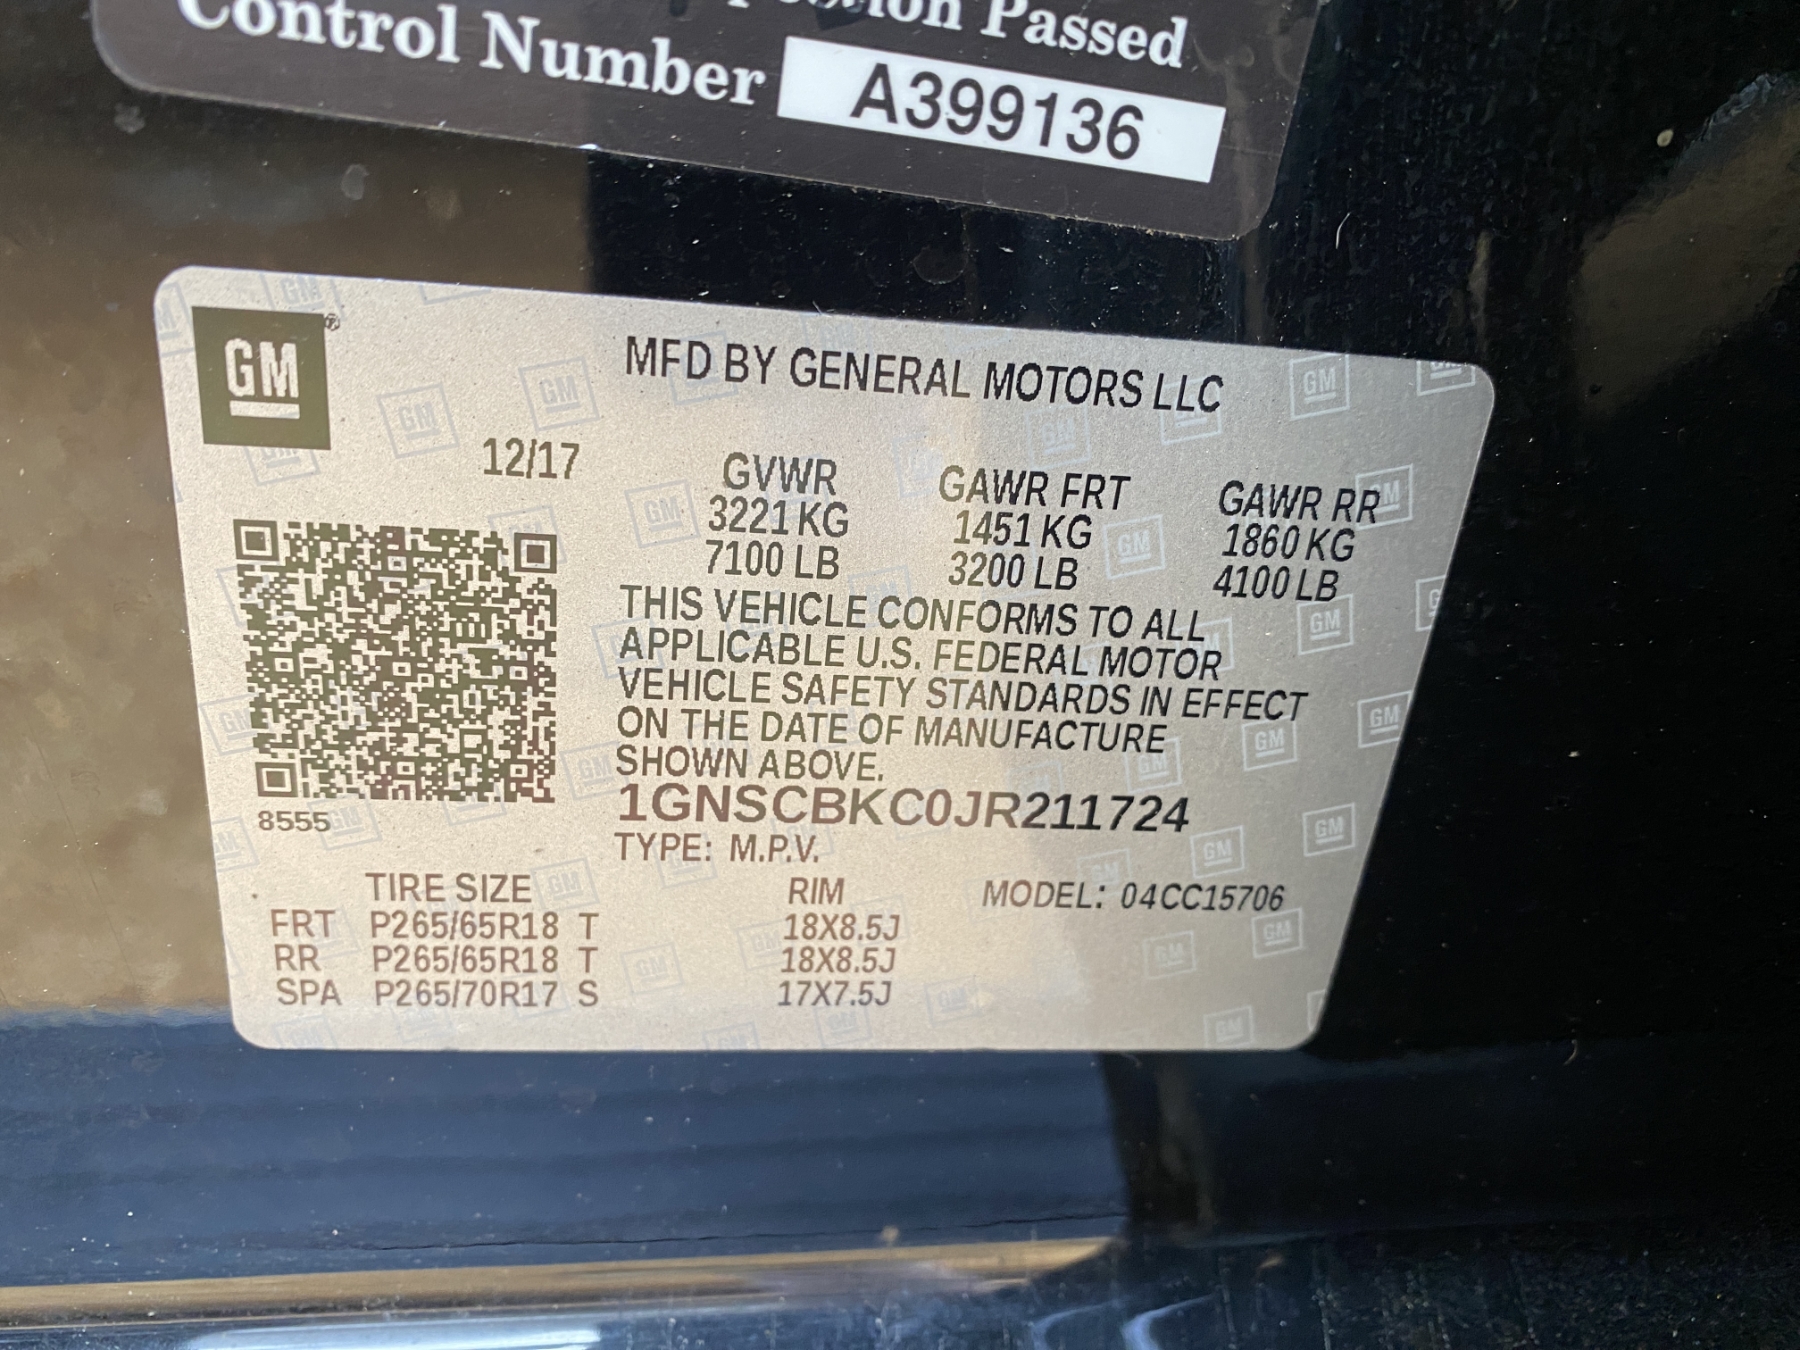 Passed
Control Number A399136
GM ®
MFD BY GENERAL MOTORS LLC
12/17
GVWR GAWR FRT GAWR RR
3221 KG 1451 KG 1860 KG
7100 LB 3200 LB 4100 LB
THIS VEHICLE CONFORMS TO ALL
APPLICABLE U.S. FEDERAL MOTOR
VEHICLE SAFETY STANDARDS IN EFFECT
ON THE DATE OF MANUFACTURE
SHOWN ABOVE.
1GNSCBKC0JR211724
8555
TYPE: M.P.V.
TIRE SIZE RIM MODEL: 04CC15706
FRT P265/65R18 T 18X8.5J
RR P265/65R18 T 18X8.5J
SPA P265/70R17 S 17X7.5J